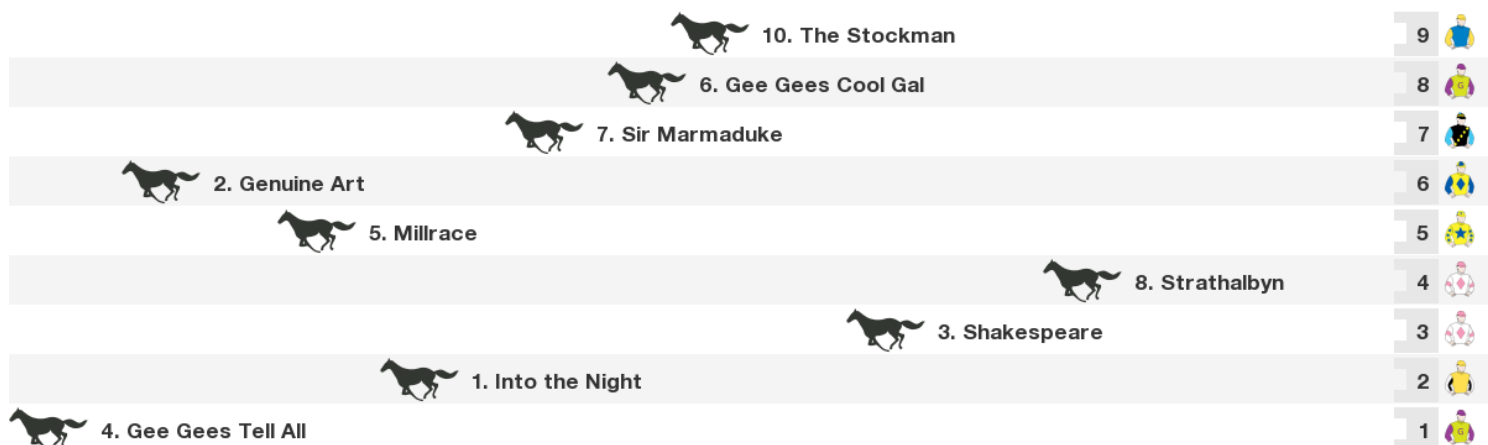 10. The Stockman 9
6. Gee Gees Cool Gal 8
G
7. Sir Marmaduke 7
2. Genuine Art 6
5. Millrace 5
8. Strathalbyn 4
3. Shakespeare 3
1. Into the Night 2
4. Gee Gees Tell All 1
G